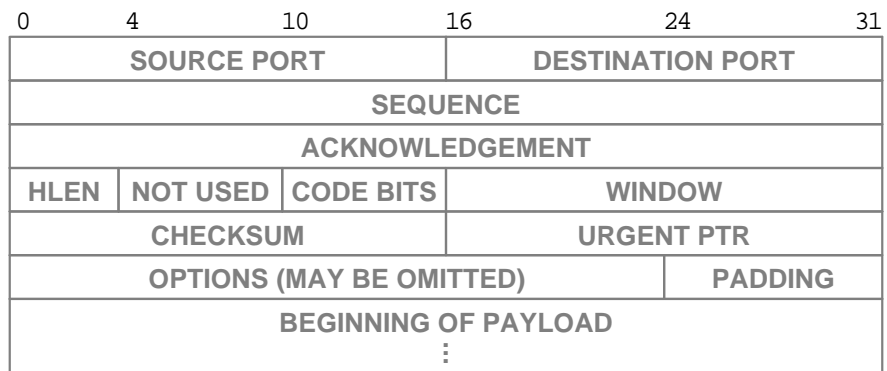 0 4 10 16 24 31
SOURCE PORT DESTINATION PORT
SEQUENCE
ACKNOWLEDGEMENT
HLEN NOT USED CODE BITS WINDOW
CHECKSUM URGENT PTR
OPTIONS (MAY BE OMITTED) PADDING
BEGINNING OF PAYLOAD
⋮